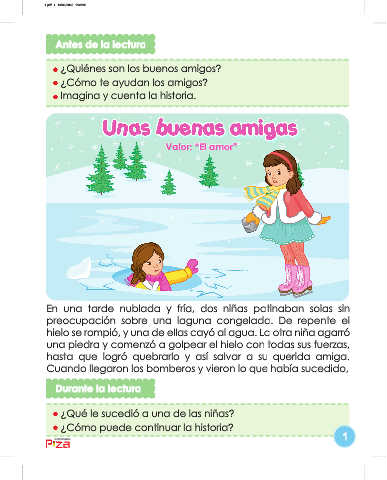 Antes de la lectura
¿Quiénes son los buenos amigos?
¿Cómo te ayudan los amigos?
Imagina y cuenta la historia.
Unas buenas amigas
Valor: “El amor”
En una tarde nublada y fría, dos niñas patinaban solas sin
preocupación sobre una laguna congelada. De repente el
hielo se rompió, y una de ellas cayó al agua. La otra niña agarró
una piedra y comenzó a golpear el hielo con todas sus fuerzas,
hasta que logró quebrarlo y así salvar a su querida amiga.
Cuando llegaron los bomberos y vieron lo que había sucedido,
Durante la lectura
¿Qué le sucedió a una de las niñas?
¿Cómo puede continuar la historia?
1